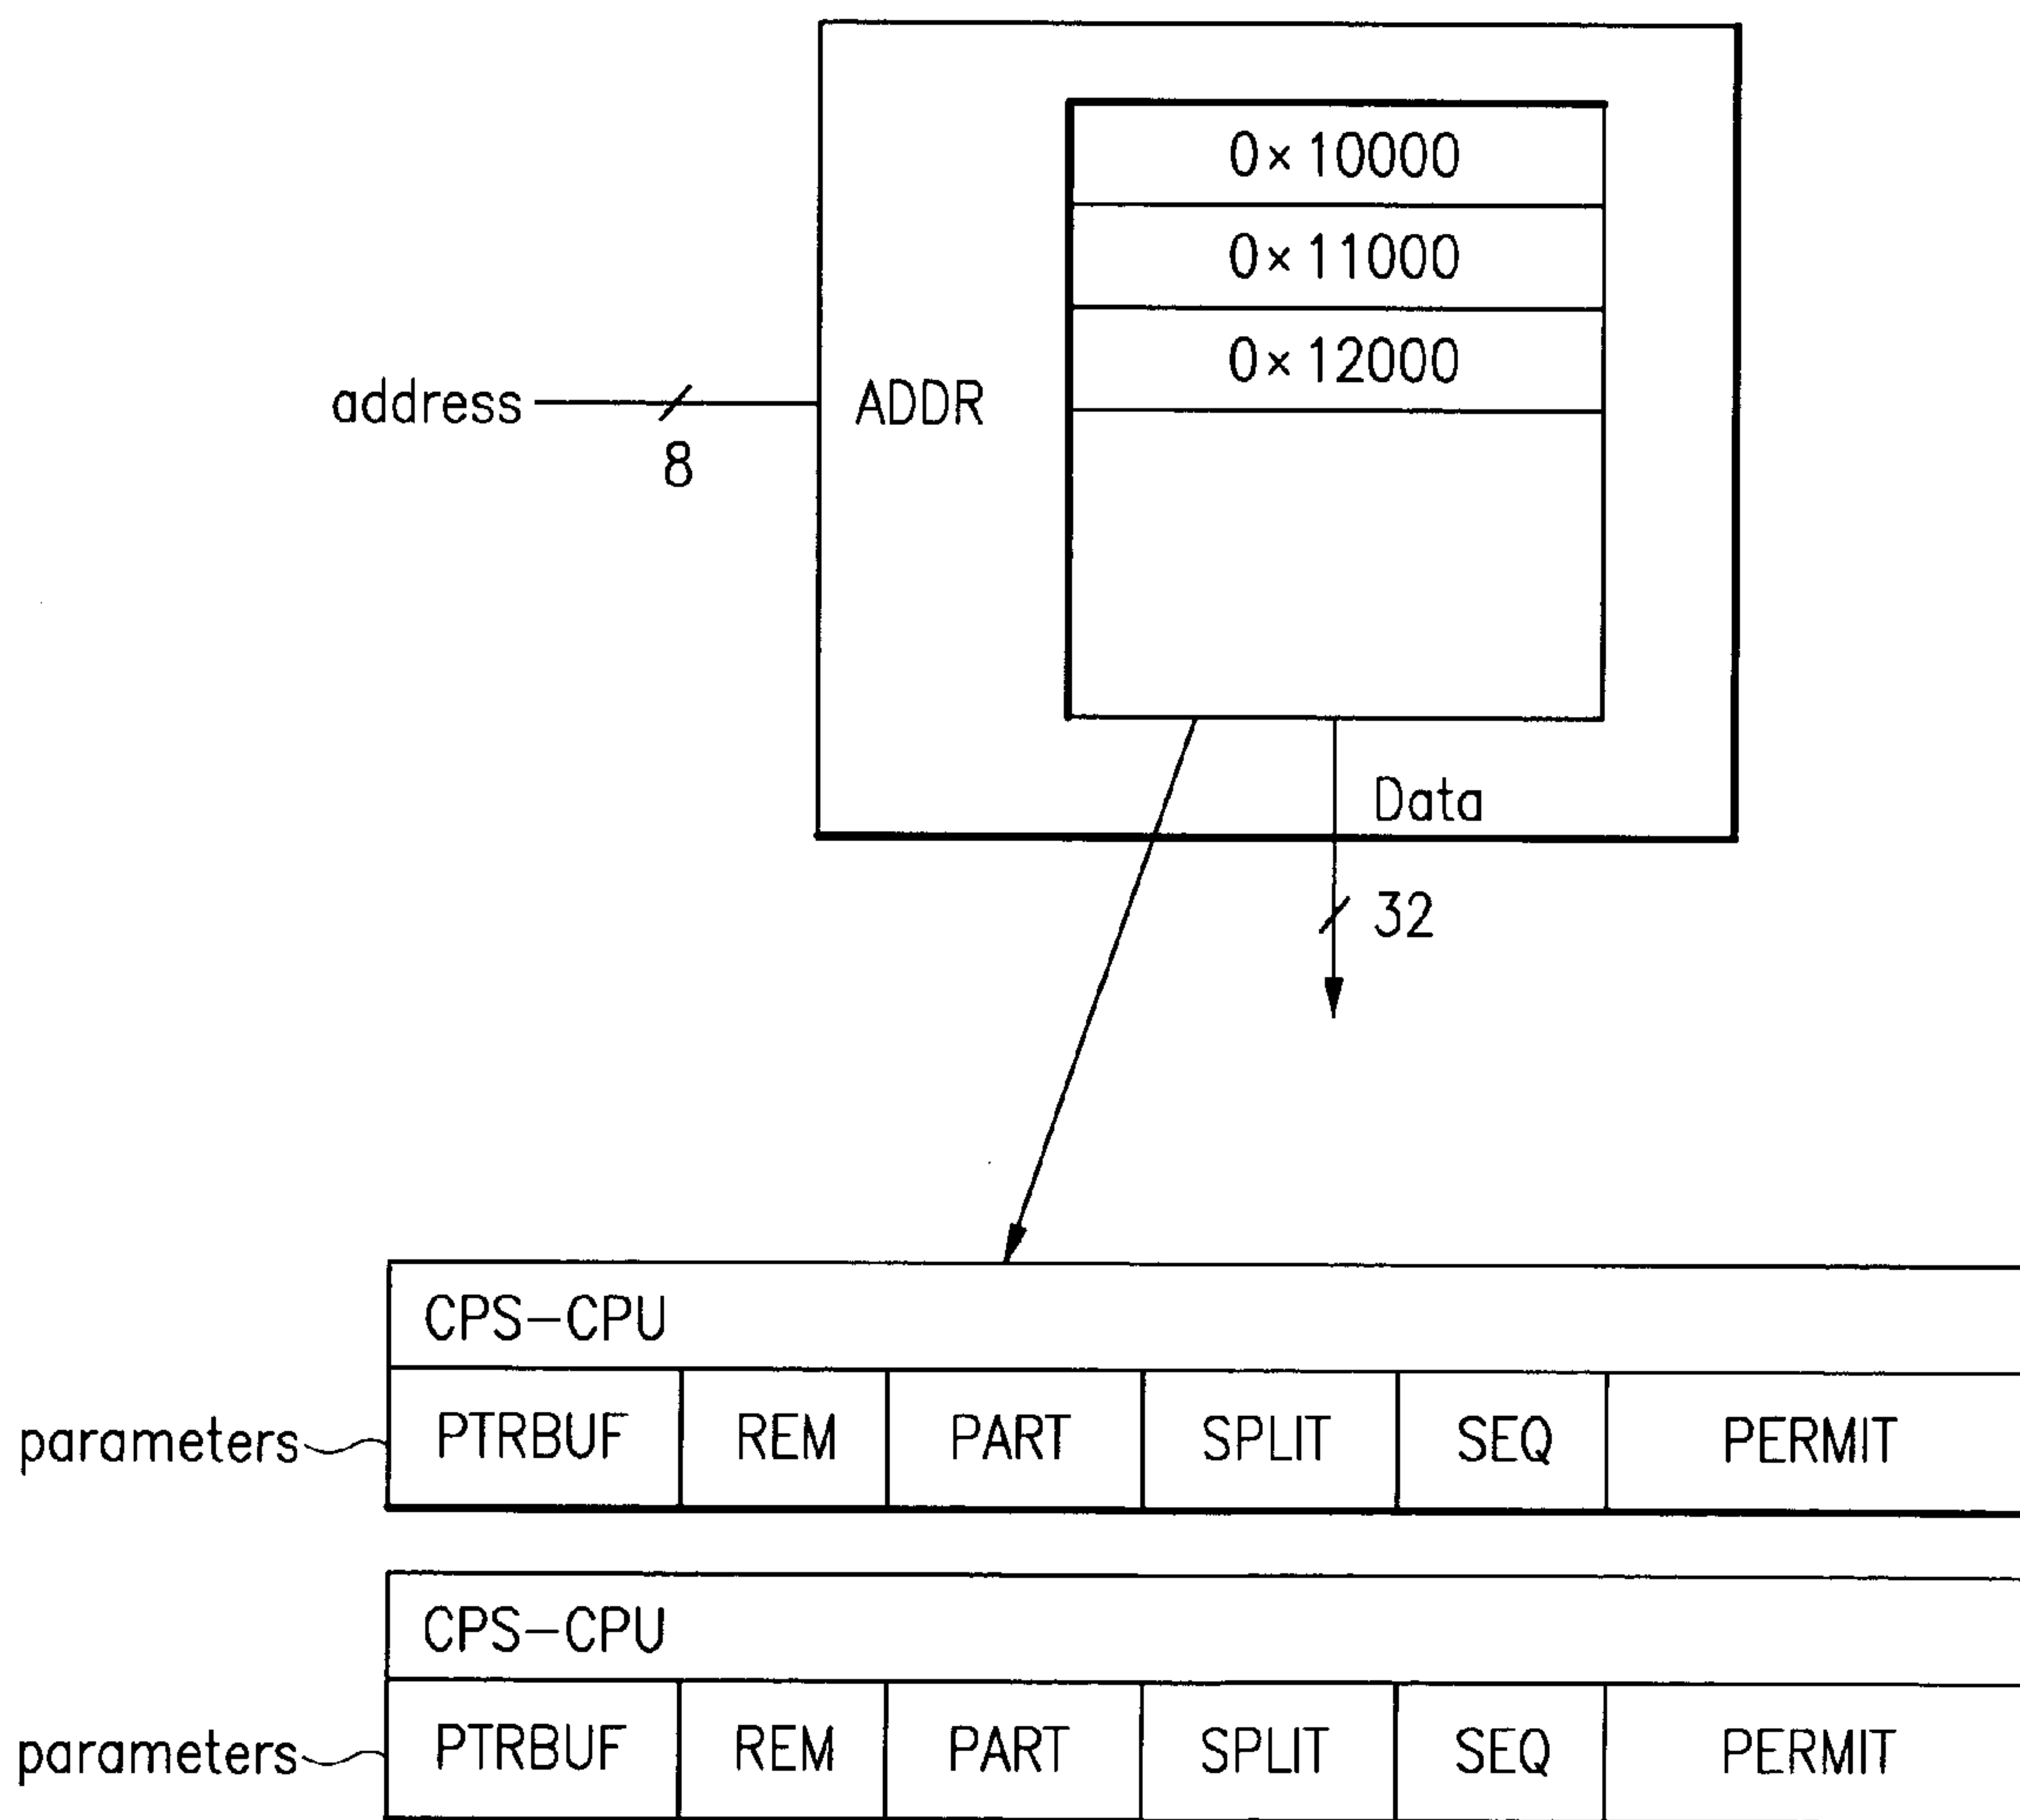 0×10000
0×11000
0×12000
address
8
ADDR
Data
32
CPS-CPU
parameters PTRBUF REM PART SPLIT SEQ PERMIT
CPS-CPU
parameters PTRBUF REM PART SPLIT SEQ PERMIT